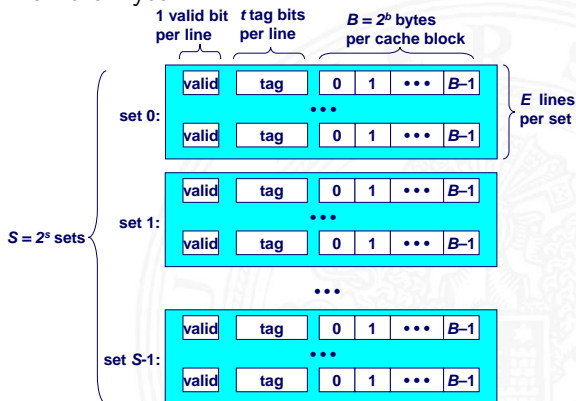 1 valid bit per line
t tag bits per line
B = 2^b bytes per cache block
valid tag 0 1 ••• B–1
•••
set 0:
valid tag 0 1 ••• B–1
E lines per set
valid tag 0 1 ••• B–1
set 1: •••
valid tag 0 1 ••• B–1
S = 2^s sets
•••
valid tag 0 1 ••• B–1
•••
set S-1:
valid tag 0 1 ••• B–1